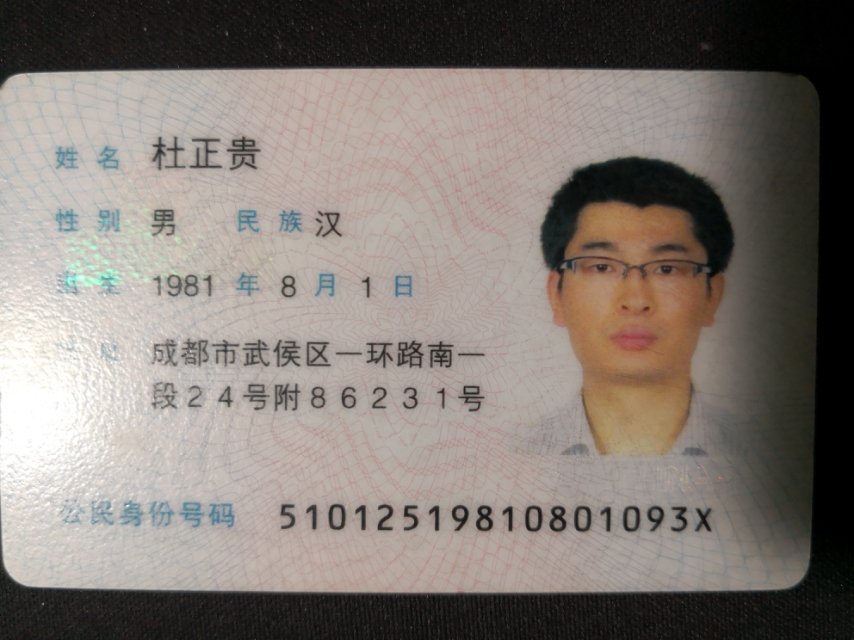 姓名 杜正贵
性别 男 民族 汉
出生 1981 年 8 月 1 日
住址 成都市武侯区一环路南一
段24号附86231号
公民身份号码 51012519810801093X